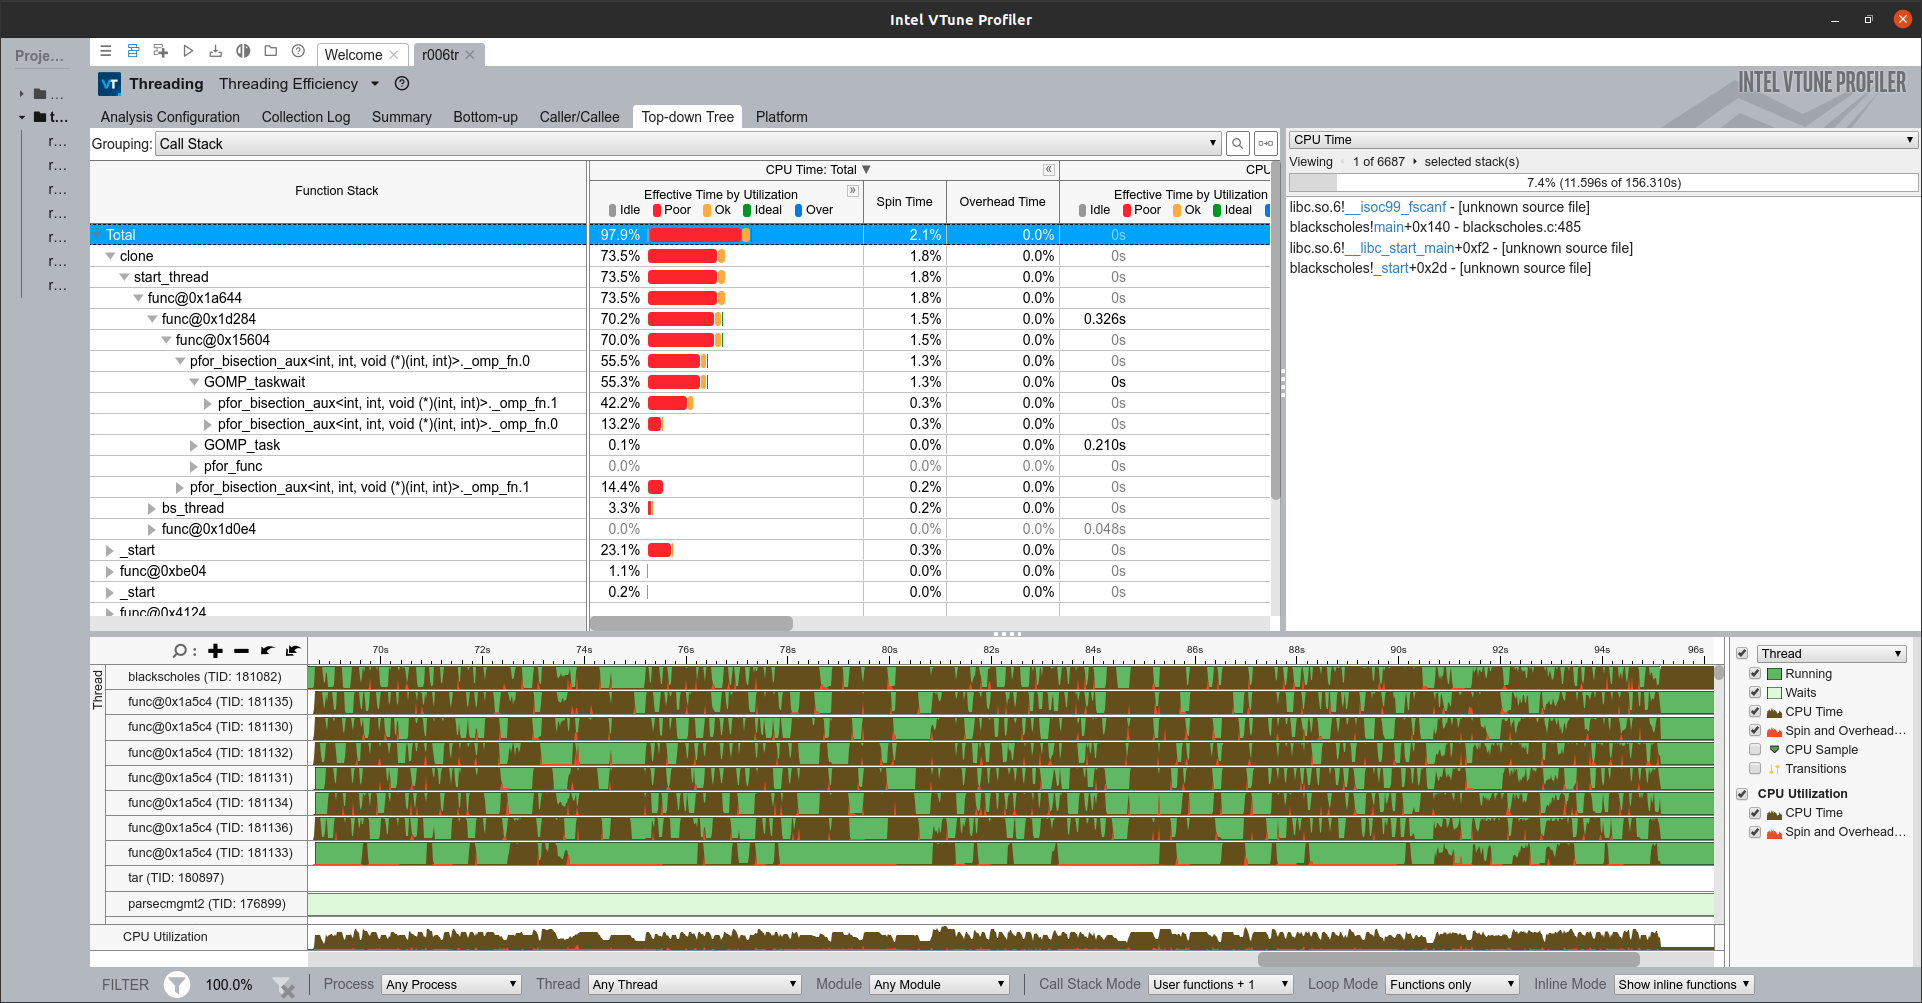 Intel VTune Profiler
Proje...
Welcome
r006tr
...
t...
r...
r...
r...
r...
r...
r...
r...
VT Threading Threading Efficiency
INTEL VTUNE PROFILER
Analysis Configuration Collection Log Summary Bottom-up Caller/Callee Top-down Tree Platform
Grouping: Call Stack
Function Stack
CPU Time: Total
CPU
Effective Time by Utilization
Idle Poor Ok Ideal Over
Spin Time
Overhead Time
Effective Time by Utilization
Idle Poor Ok Ideal
Total 97.9% 2.1% 0.0% 0s
clone 73.5% 1.8% 0.0% 0s
start_thread 73.5% 1.8% 0.0% 0s
func@0x1a644 73.5% 1.8% 0.0% 0s
func@0x1d284 70.2% 1.5% 0.0% 0.326s
func@0x15604 70.0% 1.5% 0.0% 0s
pfor_bisection_aux<int, int, void (*)(int, int)>._omp_fn.0 55.5% 1.3% 0.0% 0s
GOMP_taskwait 55.3% 1.3% 0.0% 0s
pfor_bisection_aux<int, int, void (*)(int, int)>._omp_fn.1 42.2% 0.3% 0.0% 0s
pfor_bisection_aux<int, int, void (*)(int, int)>._omp_fn.0 13.2% 0.3% 0.0% 0s
GOMP_task 0.1% 0.0% 0.0% 0.210s
pfor_func 0.0% 0.0% 0.0% 0s
pfor_bisection_aux<int, int, void (*)(int, int)>._omp_fn.1 14.4% 0.2% 0.0% 0s
bs_thread 3.3% 0.2% 0.0% 0s
func@0x1d0e4 0.0% 0.0% 0.0% 0.048s
_start 23.1% 0.3% 0.0% 0s
func@0xbe04 1.1% 0.0% 0.0% 0s
_start 0.2% 0.0% 0.0% 0s
func@0x4124
CPU Time
Viewing 1 of 6687 selected stack(s)
7.4% (11.596s of 156.310s)
libc.so.6!__isoc99_fscanf - [unknown source file]
blackscholes!main+0x140 - blackscholes.c:485
libc.so.6!__libc_start_main+0xf2 - [unknown source file]
blackscholes!_start+0x2d - [unknown source file]
70s 72s 74s 76s 78s 80s 82s 84s 86s 88s 90s 92s 94s 96s
Thread
blackscholes (TID: 181082)
func@0x1a5c4 (TID: 181135)
func@0x1a5c4 (TID: 181130)
func@0x1a5c4 (TID: 181132)
func@0x1a5c4 (TID: 181131)
func@0x1a5c4 (TID: 181134)
func@0x1a5c4 (TID: 181136)
func@0x1a5c4 (TID: 181133)
tar (TID: 180897)
parsecmgmt2 (TID: 176899)
CPU Utilization
Thread
Running
Waits
CPU Time
Spin and Overhead...
CPU Sample
Transitions
CPU Utilization
CPU Time
Spin and Overhead...
FILTER 100.0% Process Any Process Thread Any Thread Module Any Module Call Stack Mode User functions + 1 Loop Mode Functions only Inline Mode Show inline functions